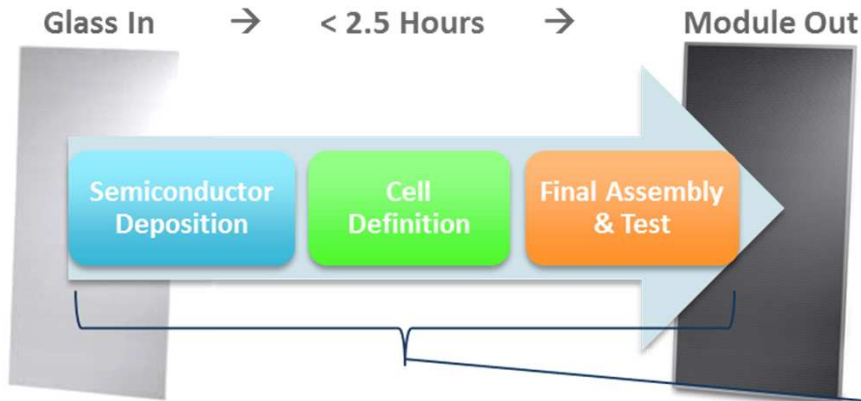 Glass In → < 2.5 Hours → Module Out
Semiconductor
Deposition
Cell
Definition
Final Assembly
& Test